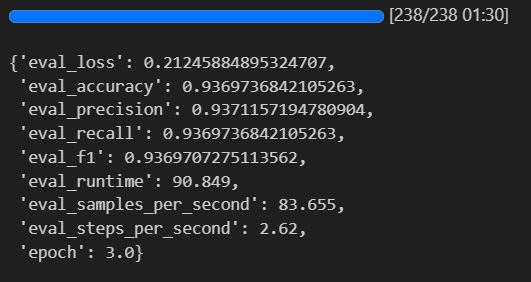 [238/238 01:30]
{'eval_loss': 0.21245884895324707,
'eval_accuracy': 0.9369736842105263,
'eval_precision': 0.9371157194780904,
'eval_recall': 0.9369736842105263,
'eval_f1': 0.9369707275113562,
'eval_runtime': 90.849,
'eval_samples_per_second': 83.655,
'eval_steps_per_second': 2.62,
'epoch': 3.0}